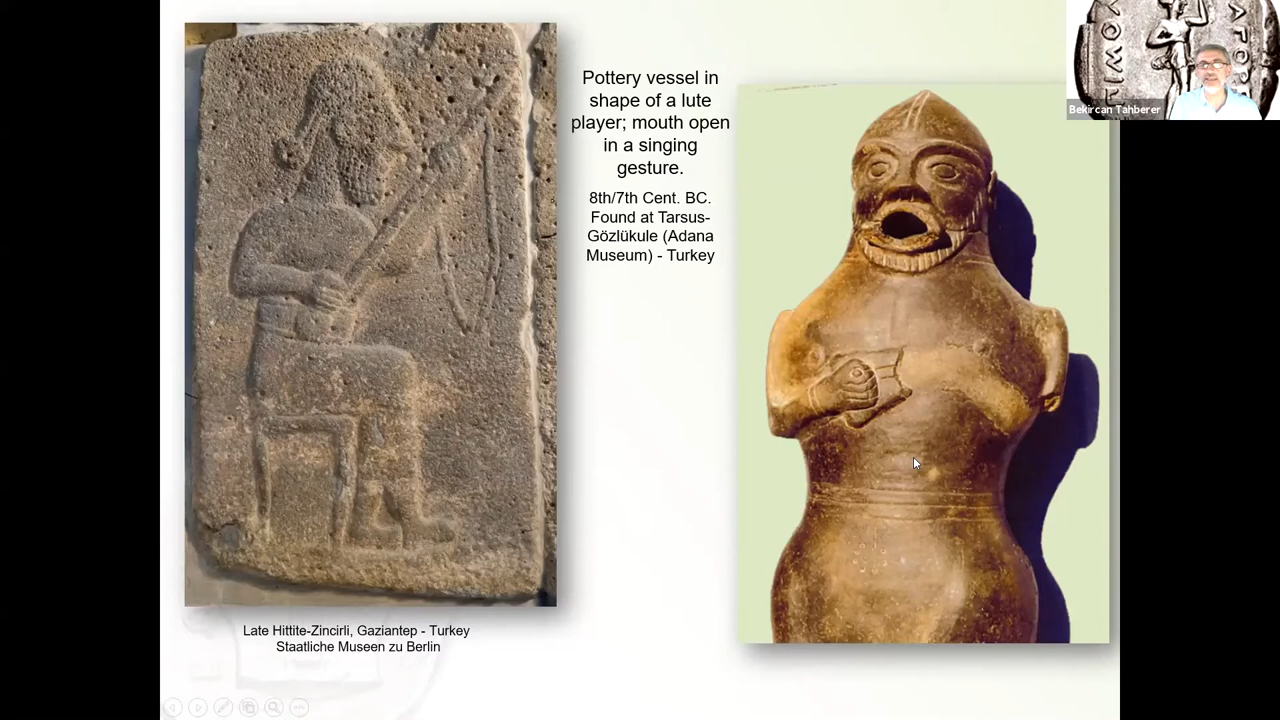 Pottery vessel in
shape of a lute
player; mouth open
in a singing
gesture.
8th/7th Cent. BC.
Found at Tarsus-
Gözlükule (Adana
Museum) - Turkey
Late Hittite-Zincirli, Gaziantep - Turkey
Staatliche Museen zu Berlin
Bekircan Tahberer